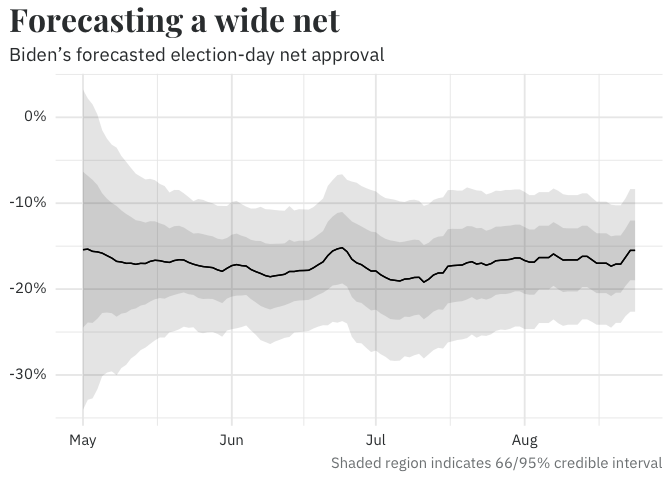 Forecasting a wide net
Biden’s forecasted election-day net approval
0%
-10%
-20%
-30%
May Jun Jul Aug
Shaded region indicates 66/95% credible interval